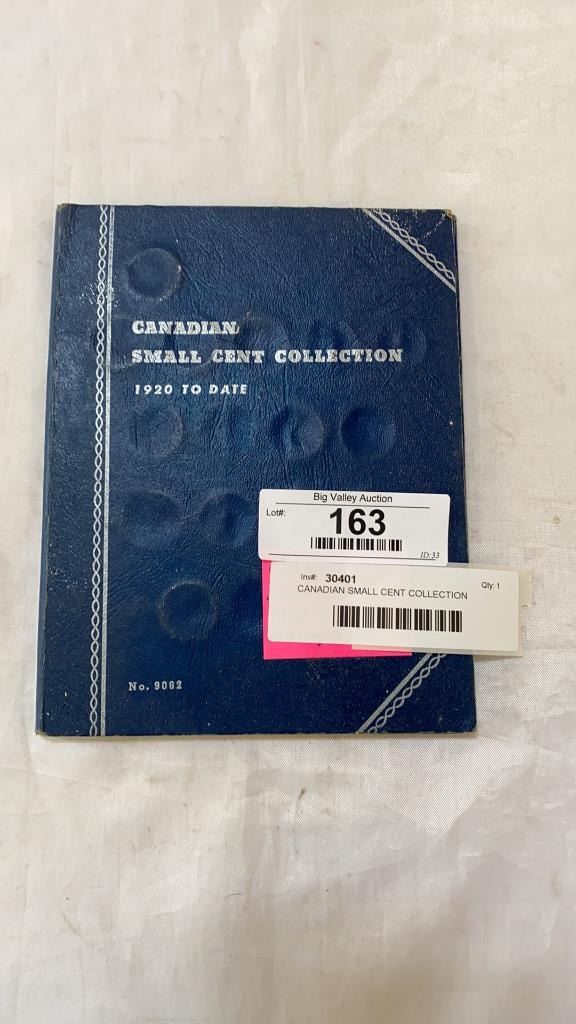 CANADIAN
SMALL CENT COLLECTION
1920 TO DATE
Big Valley Auction
Lot#:
163
ID:33
Inv#: 30401
Qty: 1
CANADIAN SMALL CENT COLLECTION
No. 9062